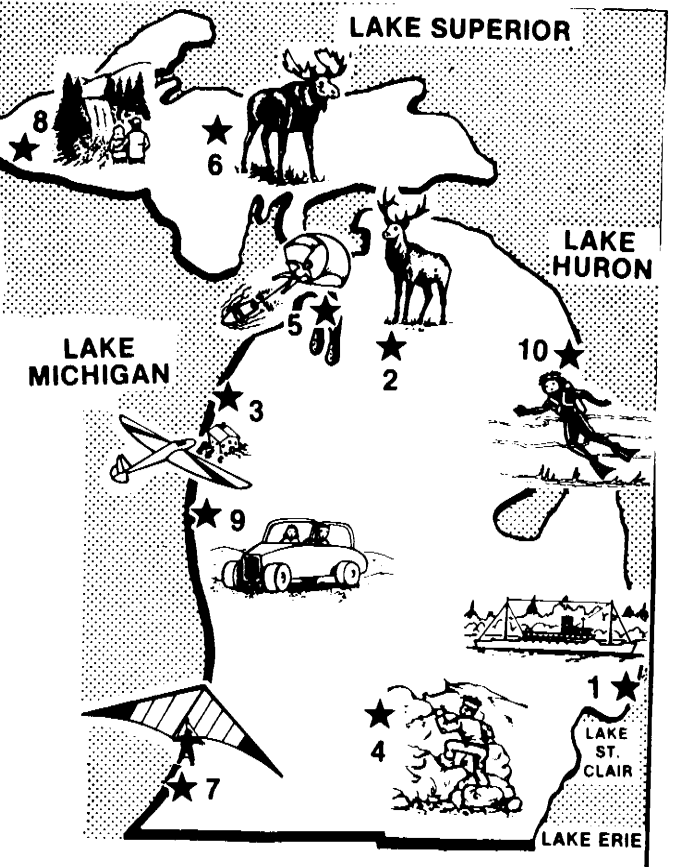 LAKE SUPERIOR
8
6
LAKE
HURON
5
LAKE
MICHIGAN
2
10
3
9
1
4
LAKE
ST.
CLAIR
7
LAKE ERIE